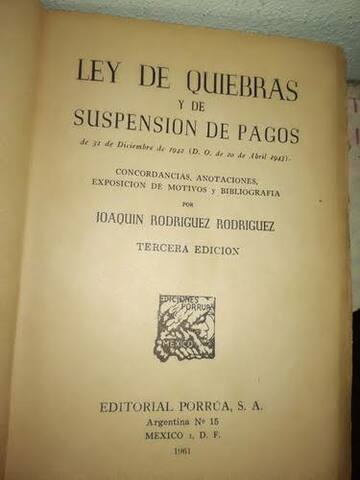 LEY DE QUIEBRAS
Y DE
SUSPENSION DE PAGOS
de 31 de Diciembre de 1942 (D. O. de 20 de Abril 1943).
CONCORDANCIAS, ANOTACIONES,
EXPOSICION DE MOTIVOS y BIBLIOGRAFIA
POR
JOAQUIN RODRIGUEZ RODRIGUEZ
TERCERA EDICION
EDICIONES
PORRUA
MEXICO
EDITORIAL PORRÚA, S. A.
Argentina Nº 15
MEXICO 1, D. F.
1961